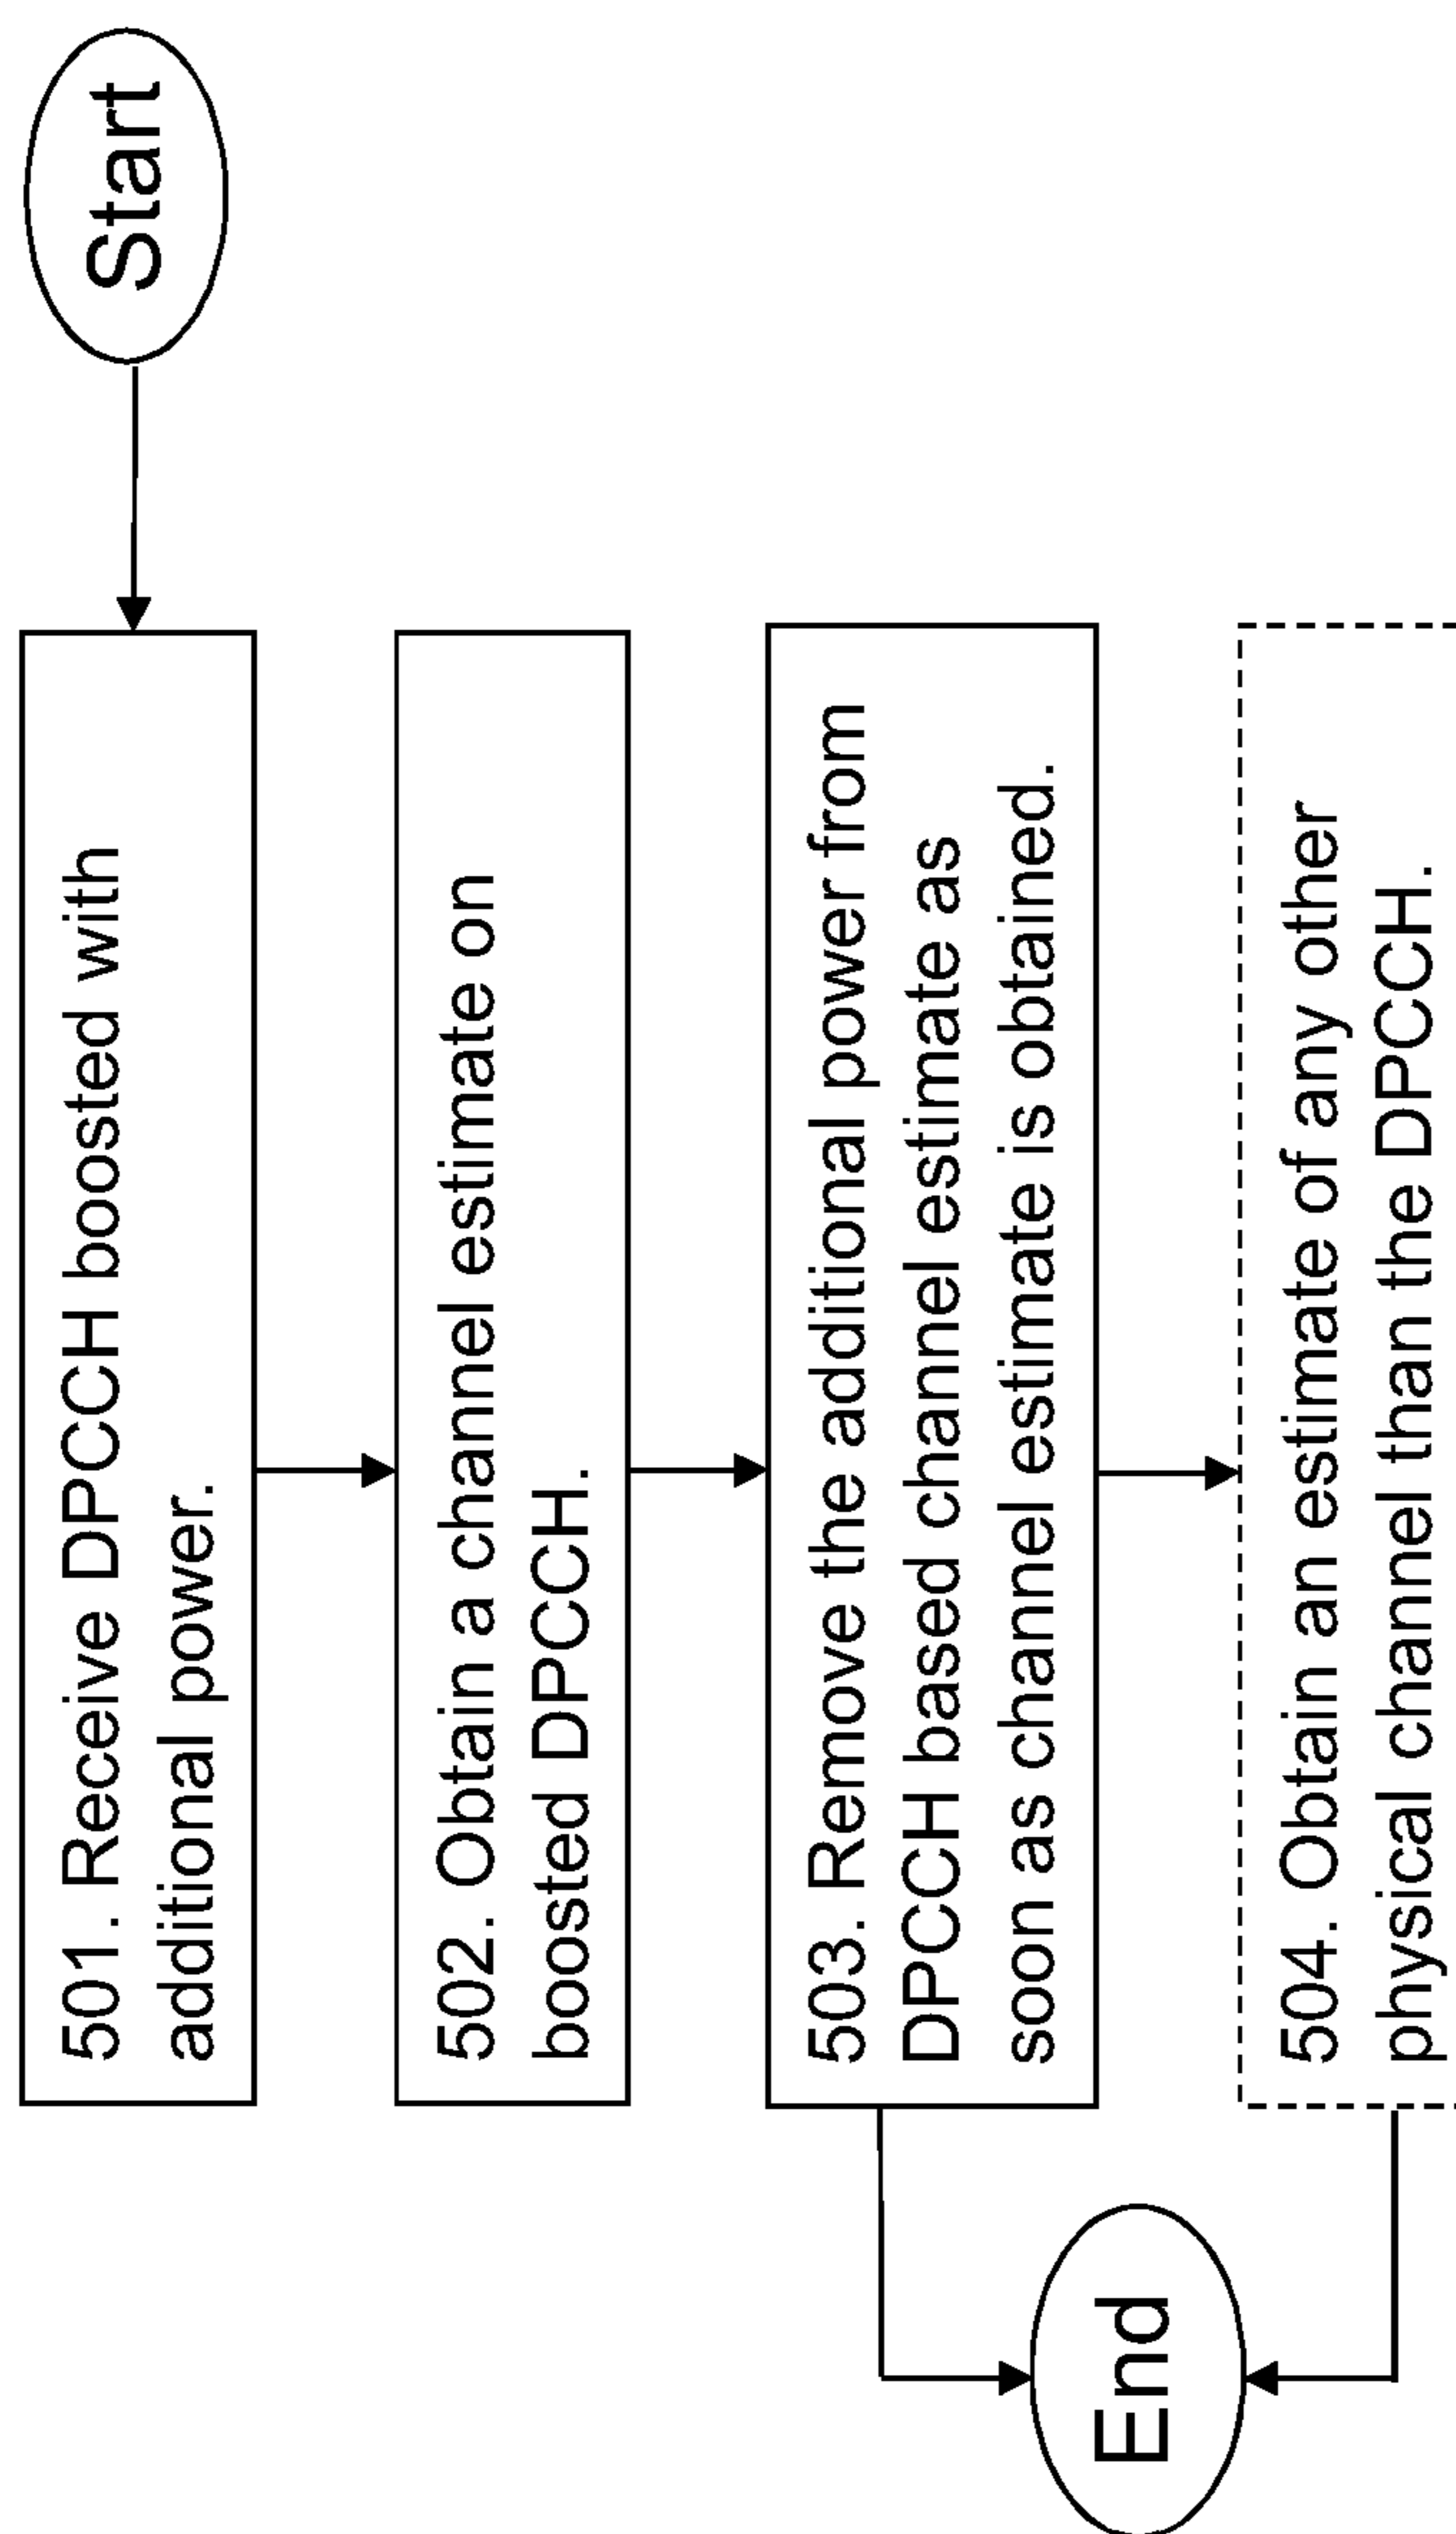 Start
501. Receive DPCCH boosted with
additional power.
502. Obtain a channel estimate on
boosted DPCCH.
503. Remove the additional power from
DPCCH based channel estimate as
soon as channel estimate is obtained.
504. Obtain an estimate of any other
physical channel than the DPCCH.
End